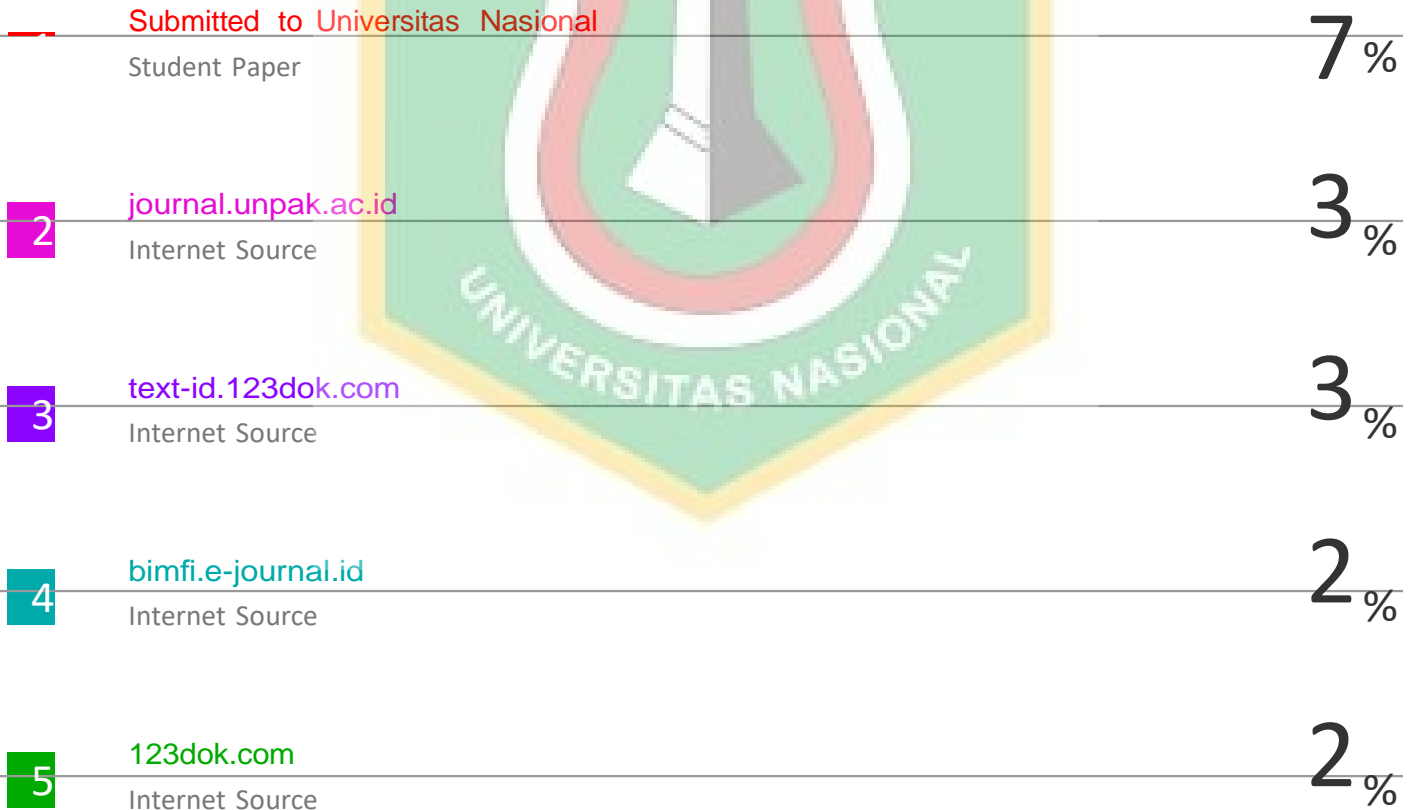 1
Submitted to Universitas Nasional
Student Paper
7 %
2
journal.unpak.ac.id
Internet Source
3 %
UNIVERSITAS NASIONAL
3
text-id.123dok.com
Internet Source
3 %
4
bimfi.e-journal.id
Internet Source
2 %
5
123dok.com
Internet Source
2 %